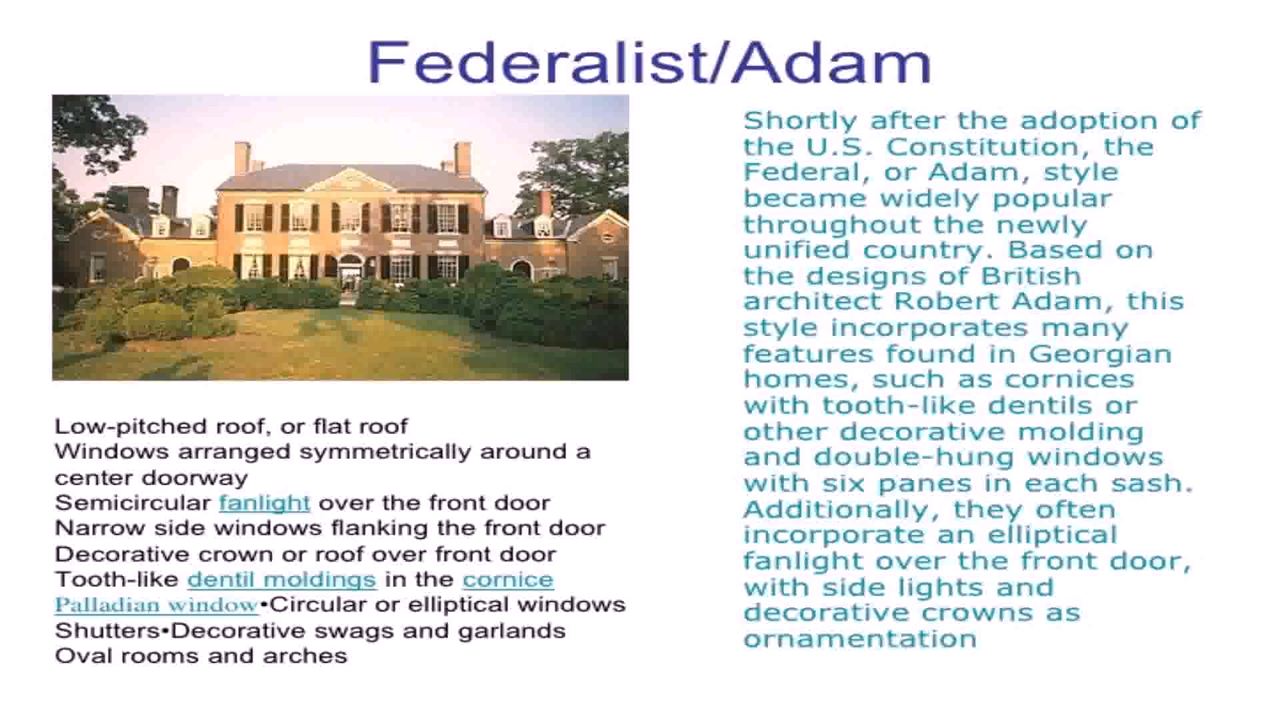 Federalist/Adam
Low-pitched roof, or flat roof
Windows arranged symmetrically around a
center doorway
Semicircular fanlight over the front door
Narrow side windows flanking the front door
Decorative crown or roof over front door
Tooth-like dentil moldings in the cornice
Palladian window•Circular or elliptical windows
Shutters•Decorative swags and garlands
Oval rooms and arches
Shortly after the adoption of
the U.S. Constitution, the
Federal, or Adam, style
became widely popular
throughout the newly
unified country. Based on
the designs of British
architect Robert Adam, this
style incorporates many
features found in Georgian
homes, such as cornices
with tooth-like dentils or
other decorative molding
and double-hung windows
with six panes in each sash.
Additionally, they often
incorporate an elliptical
fanlight over the front door,
with side lights and
decorative crowns as
ornamentation